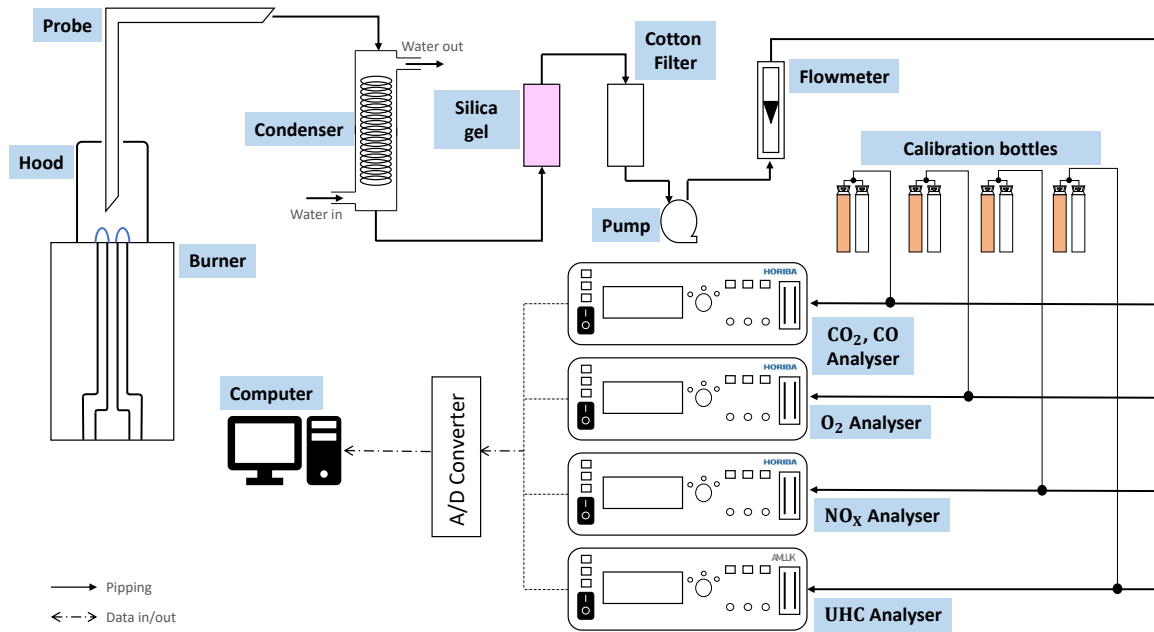 Probe
Water out
Cotton
Filter
Flowmeter
Silica
gel
Condenser
Hood
Calibration bottles
Water in
Pump
Burner
HORIBA
CO₂, CO
Analyser
HORIBA
Computer
A/D Converter
O₂ Analyser
HORIBA
NOₓ Analyser
AMLUK
Pipping
Data in/out
UHC Analyser